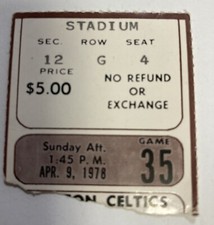 STADIUM
SEC. ROW SEAT
12 G 4
PRICE
$5.00
NO REFUND
OR
EXCHANGE
Sunday Aft.
1:45 P.M.
APR. 9, 1978
GAME
35
CELTICS